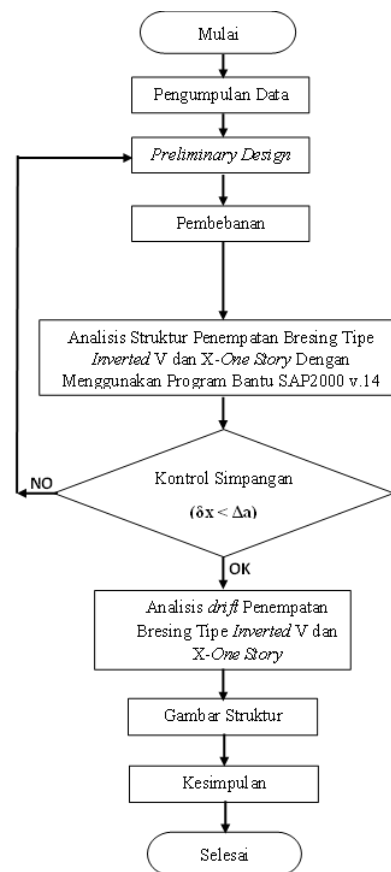 Mulai
Pengumpulan Data
Preliminary Design
Pembebanan
Analisis Struktur Penempatan Bresing Tipe
Inverted V dan X-One Story Dengan
Menggunakan Program Bantu SAP2000 v.14
Kontrol Simpangan
(δx < Δa)
NO
OK
Analisis drift Penempatan
Bresing Tipe Inverted V dan
X-One Story
Gambar Struktur
Kesimpulan
Selesai